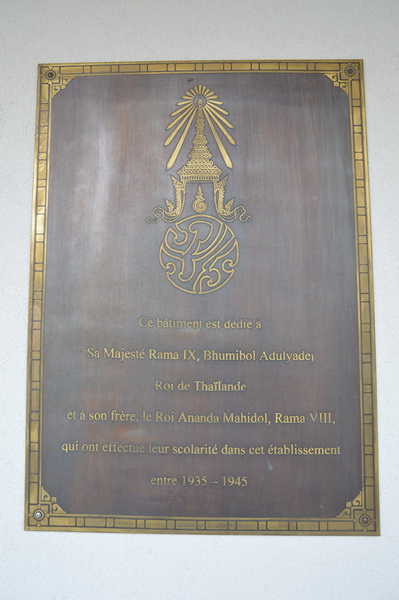 Ce bâtiment est dédié à
Sa Majesté Rama IX, Bhumibol Adulyadej
Roi de Thaïlande
et à son frère, le Roi Ananda Mahidol, Rama VIII,
qui ont effectué leur scolarité dans cet établissement
entre 1935 – 1945